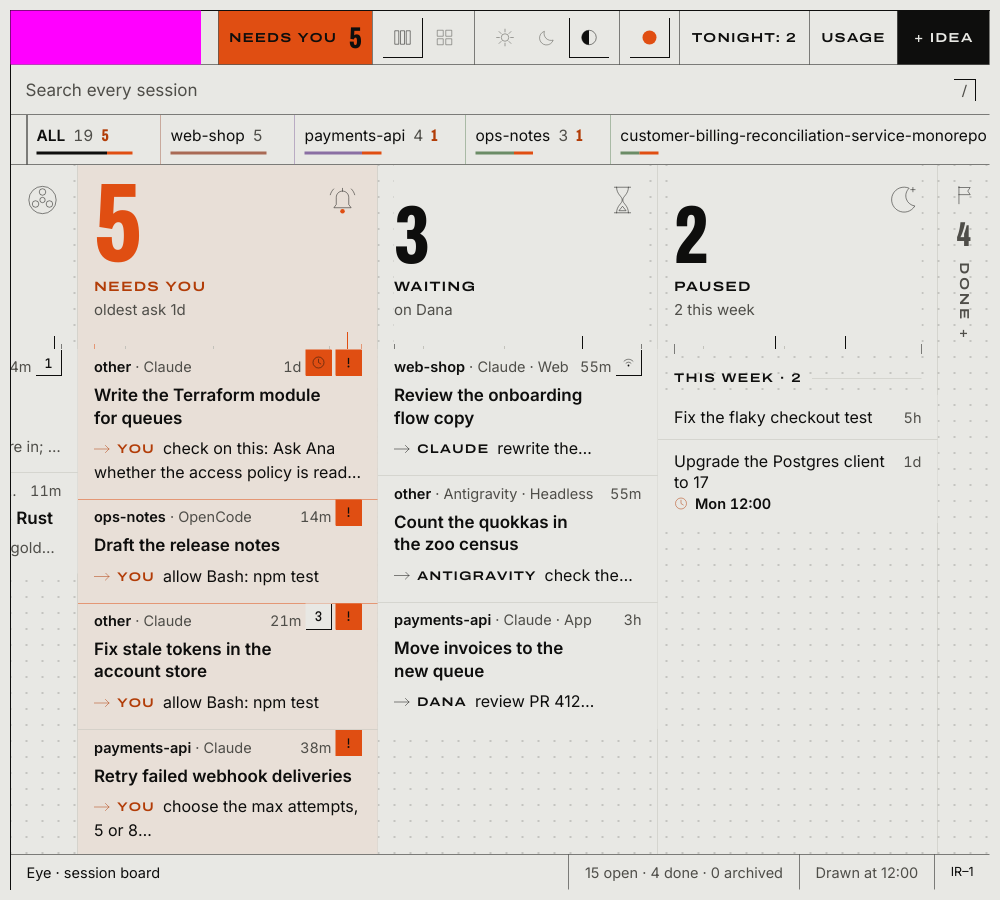 NEEDS YOU 5
TONIGHT: 2
USAGE
+ IDEA
Search every session
/
ALL 19 5
web-shop 5
payments-api 4 1
ops-notes 3 1
customer-billing-reconciliation-service-monorepo
4m 1
re in; ...
. 11m
Rust
gold...
5
NEEDS YOU
oldest ask 1d
other · Claude 1d !
Write the Terraform module
for queues
→ YOU check on this: Ask Ana
whether the access policy is read...
ops-notes · OpenCode 14m !
Draft the release notes
→ YOU allow Bash: npm test
other · Claude 21m 3 !
Fix stale tokens in the
account store
→ YOU allow Bash: npm test
payments-api · Claude 38m !
Retry failed webhook deliveries
→ YOU choose the max attempts,
5 or 8...
3
WAITING
on Dana
web-shop · Claude · Web 55m
Review the onboarding
flow copy
→ CLAUDE rewrite the...
other · Antigravity · Headless 55m
Count the quokkas in
the zoo census
→ ANTIGRAVITY check the...
payments-api · Claude · App 3h
Move invoices to the
new queue
→ DANA review PR 412...
2
PAUSED
2 this week
THIS WEEK · 2
Fix the flaky checkout test 5h
Upgrade the Postgres client 1d
to 17
Mon 12:00
4
DONE +
Eye · session board
15 open · 4 done · 0 archived
Drawn at 12:00
IR–1